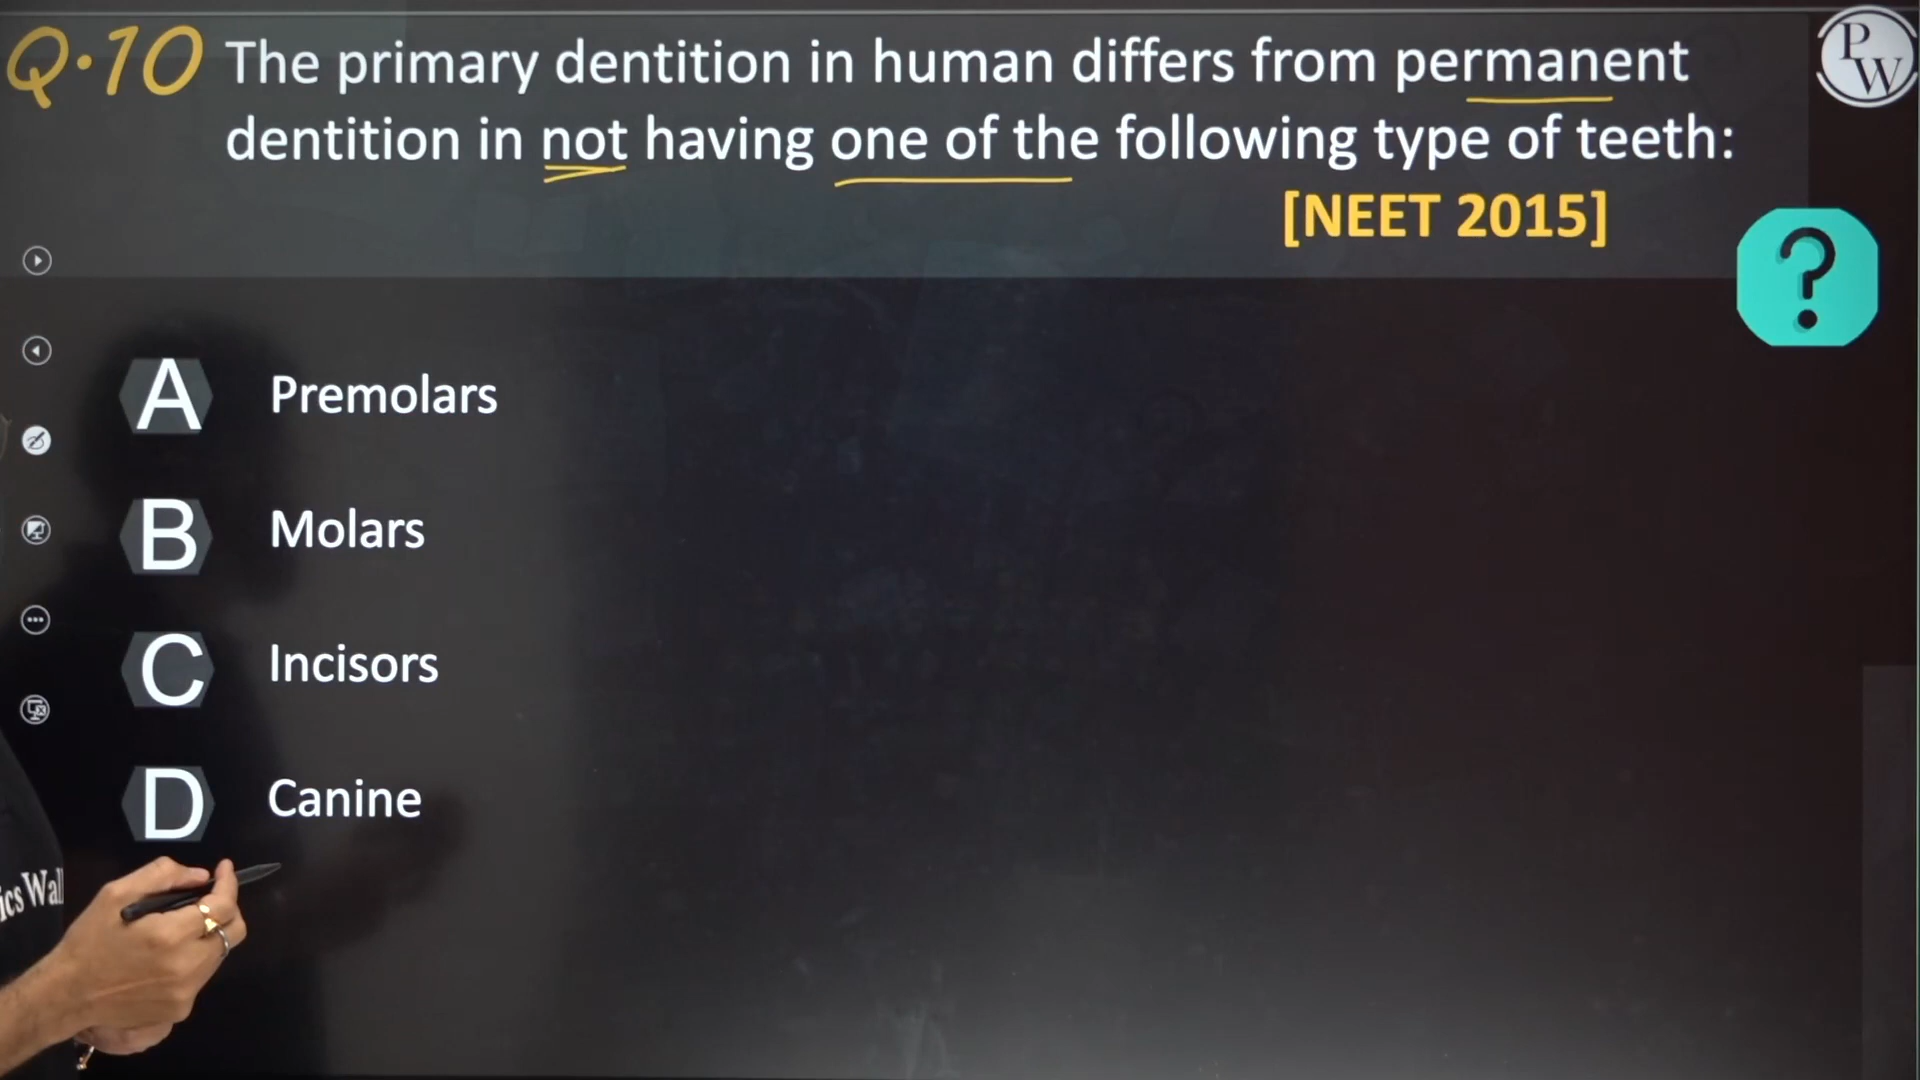 Q.10 The primary dentition in human differs from permanent
dentition in not having one of the following type of teeth:
[NEET 2015]
PW
?
A Premolars
B Molars
C Incisors
D Canine
ics Wal